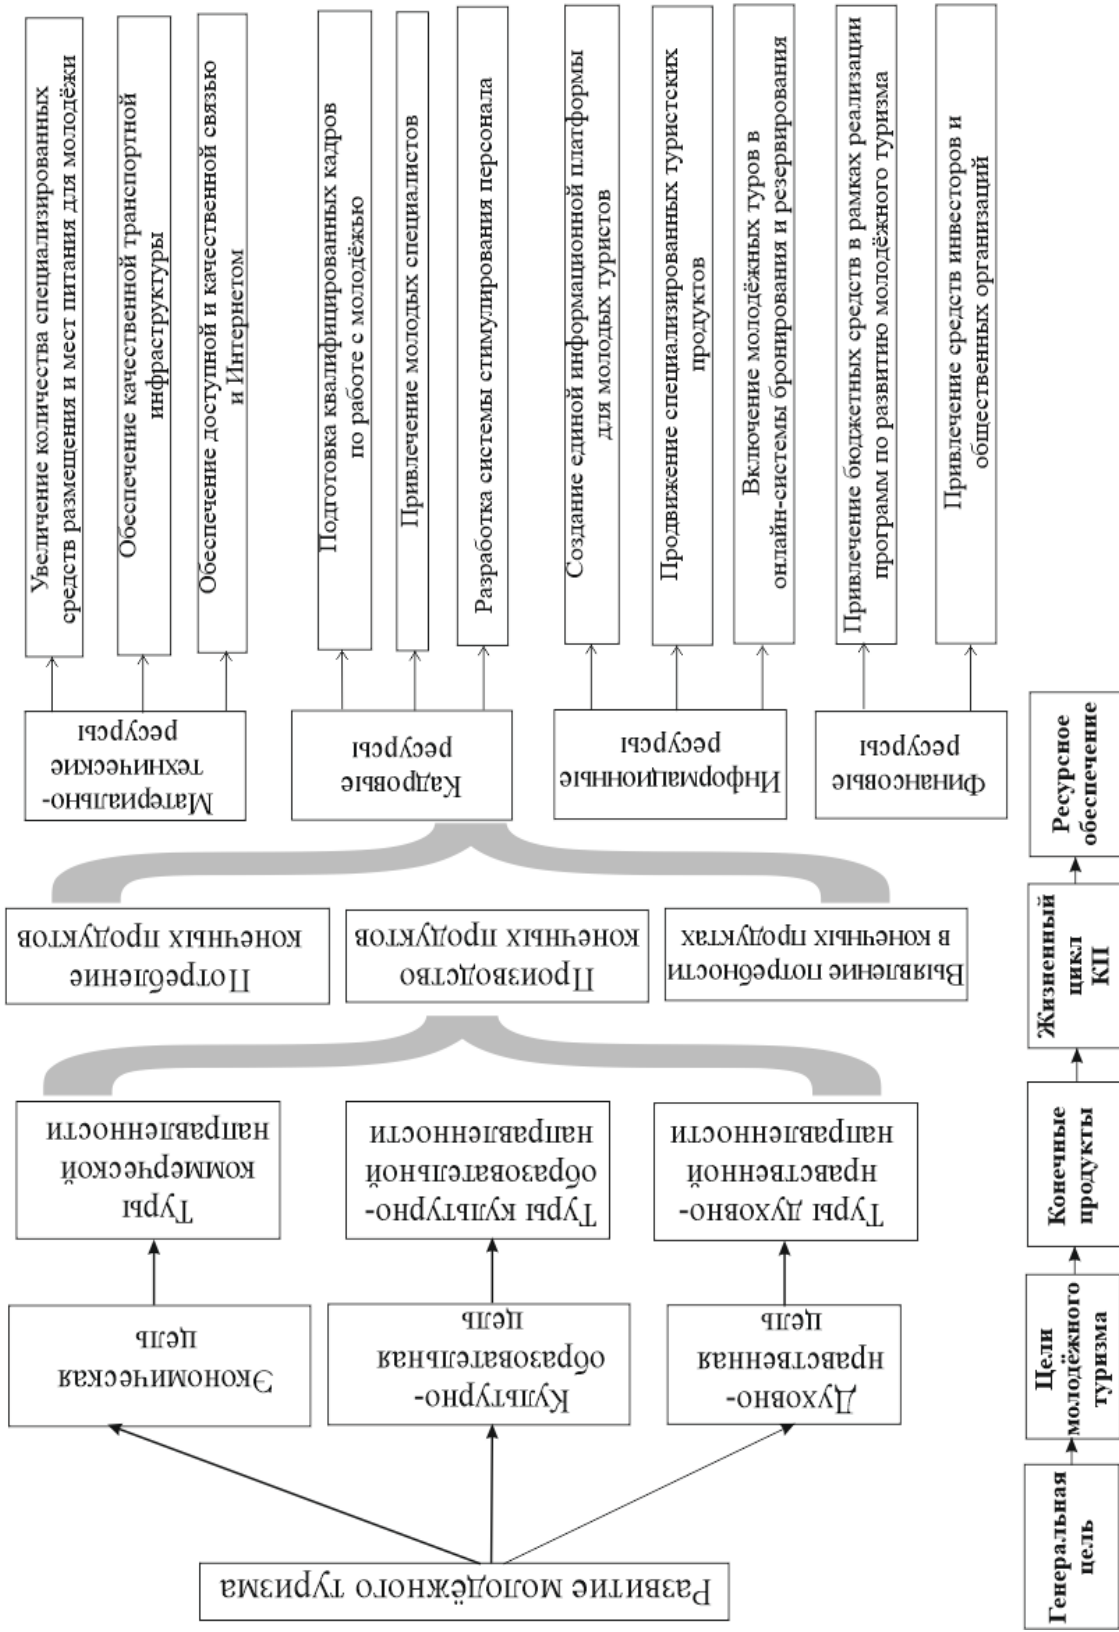 Развитие молодёжного туризма
Экономическая
цель
Культурно-
образовательная
цель
Духовно-
нравственная
цель
Туры
коммерческой
направленности
Туры культурно-
образовательной
направленности
Туры духовно-
нравственной
направленности
Потребление
конечных продуктов
Производство
конечных продуктов
Выявление потребности
в конечных продуктах
Материально-
технические
ресурсы
Кадровые
ресурсы
Информационные
ресурсы
Финансовые
ресурсы
Увеличение количества специализированных
средств размещения и мест питания для молодёжи
Обеспечение качественной транспортной
инфраструктуры
Обеспечение доступной и качественной связью
и Интернетом
Подготовка квалифицированных кадров
по работе с молодёжью
Привлечение молодых специалистов
Разработка системы стимулирования персонала
Создание единой информационной платформы
для молодых туристов
Продвижение специализированных туристских
продуктов
Включение молодёжных туров в
онлайн-системы бронирования и резервирования
Привлечение бюджетных средств в рамках реализации
программ по развитию молодёжного туризма
Привлечение средств инвесторов и
общественных организаций
Генеральная
цель
Цели
молодёжного
туризма
Конечные
продукты
Жизненный
цикл
КП
Ресурсное
обеспечение